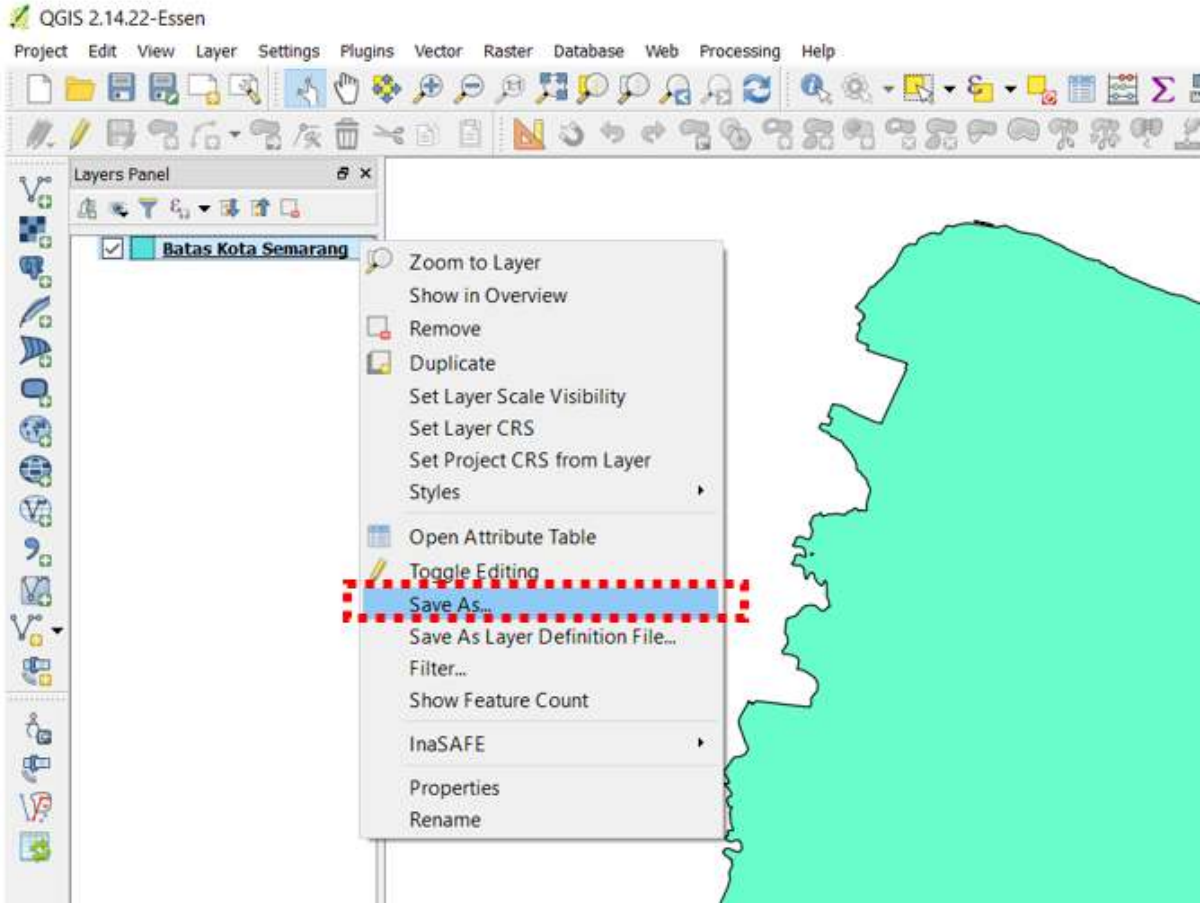 QGIS 2.14.22-Essen
Project Edit View Layer Settings Plugins Vector Raster Database Web Processing Help
Layers Panel
Batas Kota Semarang
Zoom to Layer
Show in Overview
Remove
Duplicate
Set Layer Scale Visibility
Set Layer CRS
Set Project CRS from Layer
Styles
Open Attribute Table
Toggle Editing
Save As...
Save As Layer Definition File...
Filter...
Show Feature Count
InaSAFE
Properties
Rename